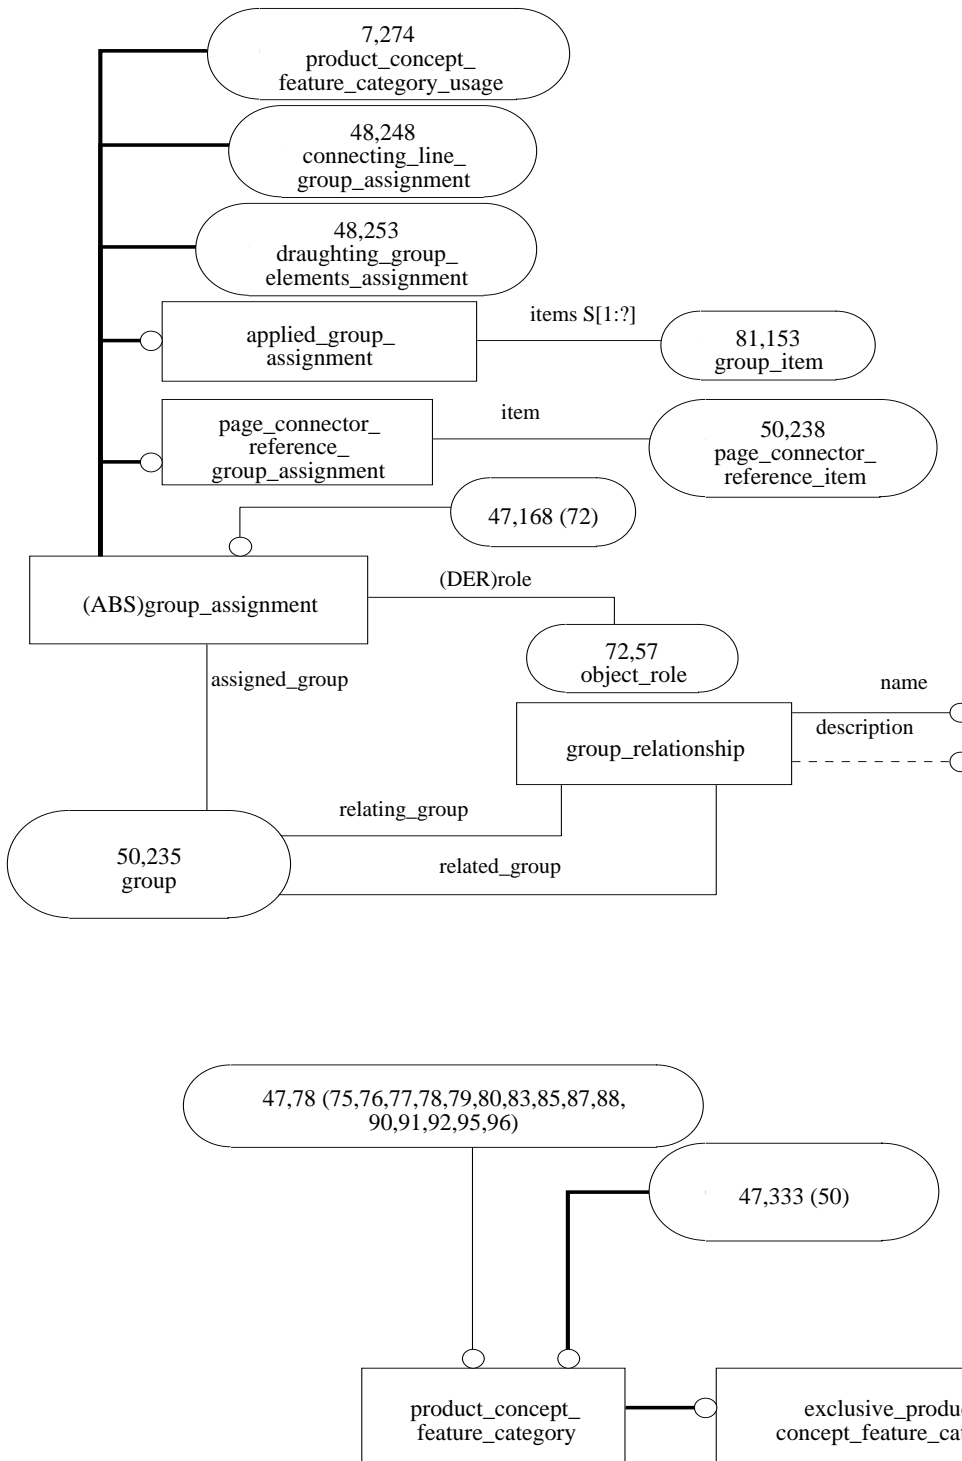 7,274
product_concept_
feature_category_usage
48,248
connecting_line_
group_assignment
48,253
draughting_group_
elements_assignment
applied_group_
assignment
items S[1:?]
81,153
group_item
page_connector_
reference_
group_assignment
item
50,238
page_connector_
reference_item
47,168 (72)
(ABS)group_assignment
(DER)role
72,57
object_role
assigned_group
name
description
group_relationship
relating_group
related_group
50,235
group
47,78 (75,76,77,78,79,80,83,85,87,88,
90,91,92,95,96)
47,333 (50)
product_concept_
feature_category
exclusive_produ
concept_feature_cat